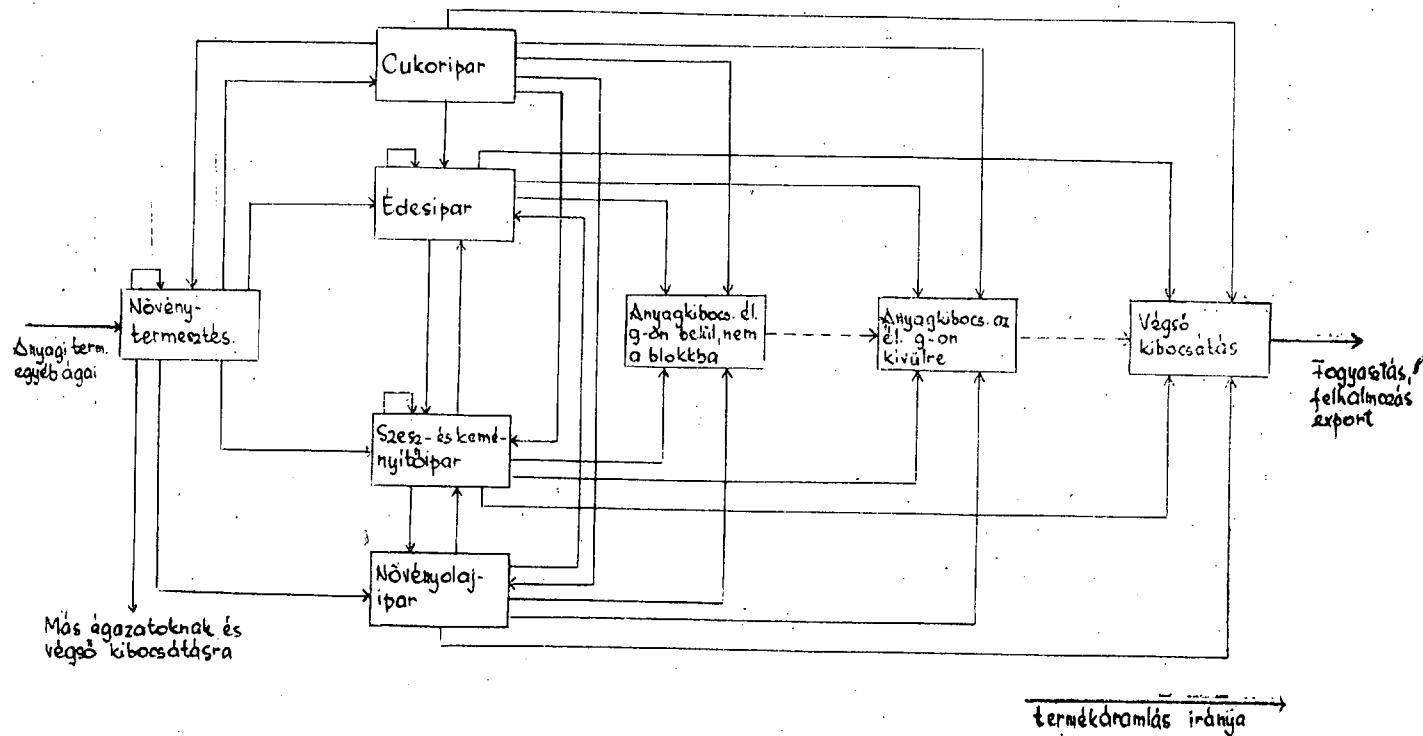 Cukoripar
Édesipar
Növény-
termesztés.
Anyagi term.
egyéb ágai
Anyagkibocs. él.
g-on belül, nem
a blokkba
Anyagkibocs. az
él. g-on
kívülre
Végső
kibocsátás
Fogyasztás,
felhalmozás
export
Szesz- és kemé-
nyítőipar
Növényolaj-
ipar
Más ágazatoknak és
végső kibocsátásra
termékáramlás iránya